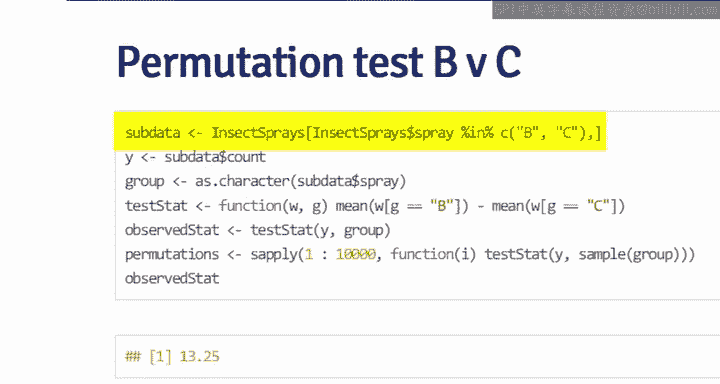 Permutation test B v C
subdata <- InsectSprays[InsectSprays$spray %in% c("B", "C"),]
y <- subdata$count
group <- as.character(subdata$spray)
testStat <- function(w, g) mean(w[g == "B"]) - mean(w[g == "C"])
observedStat <- testStat(y, group)
permutations <- sapply(1 : 10000, function(i) testStat(y, sample(group)))
observedStat
## [1] 13.25